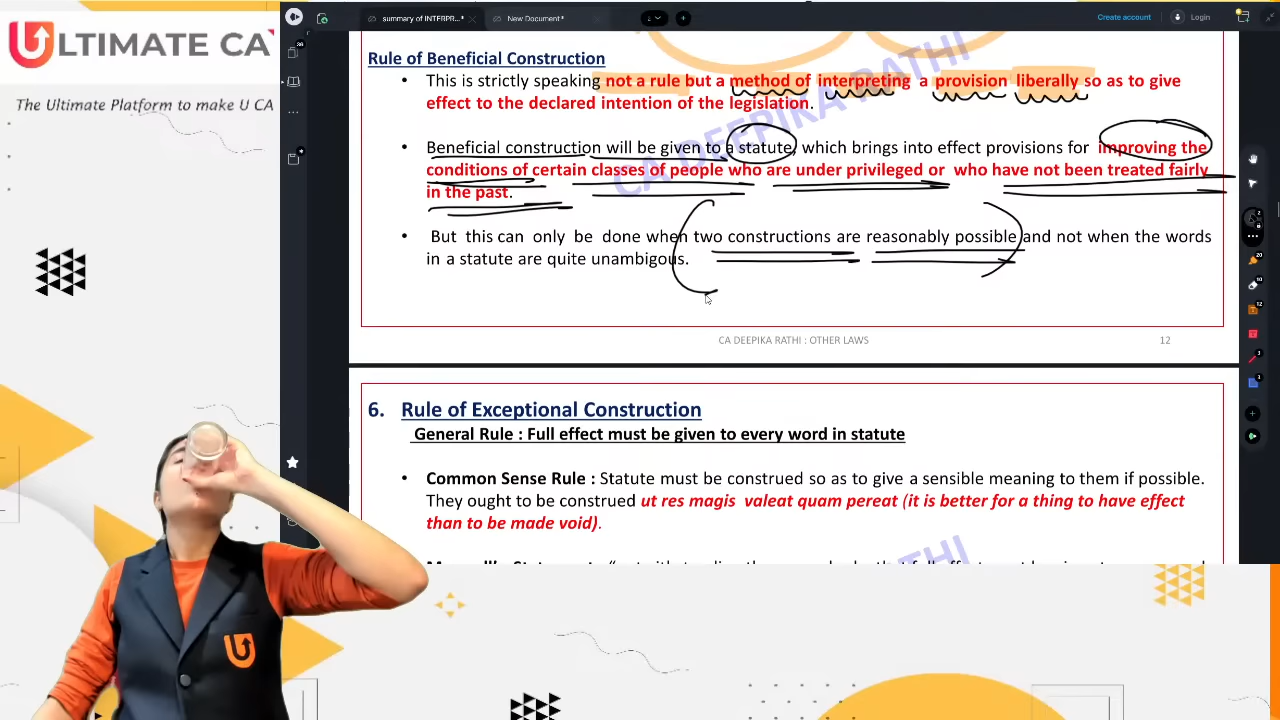 ULTIMATE CA
The Ultimate Platform to make U CA
summary of INTERPR...*
New Document*
Create account
Login
Rule of Beneficial Construction
• This is strictly speaking not a rule but a method of interpreting a provision liberally so as to give
effect to the declared intention of the legislation.
• Beneficial construction will be given to a statute, which brings into effect provisions for improving the
conditions of certain classes of people who are under privileged or who have not been treated fairly
in the past.
• But this can only be done when two constructions are reasonably possible and not when the words
in a statute are quite unambigous.
CA DEEPIKA RATHI
CA DEEPIKA RATHI : OTHER LAWS 12
6. Rule of Exceptional Construction
General Rule : Full effect must be given to every word in statute
• Common Sense Rule : Statute must be construed so as to give a sensible meaning to them if possible.
They ought to be construed ut res magis valeat quam pereat (it is better for a thing to have effect
than to be made void).
RATHI